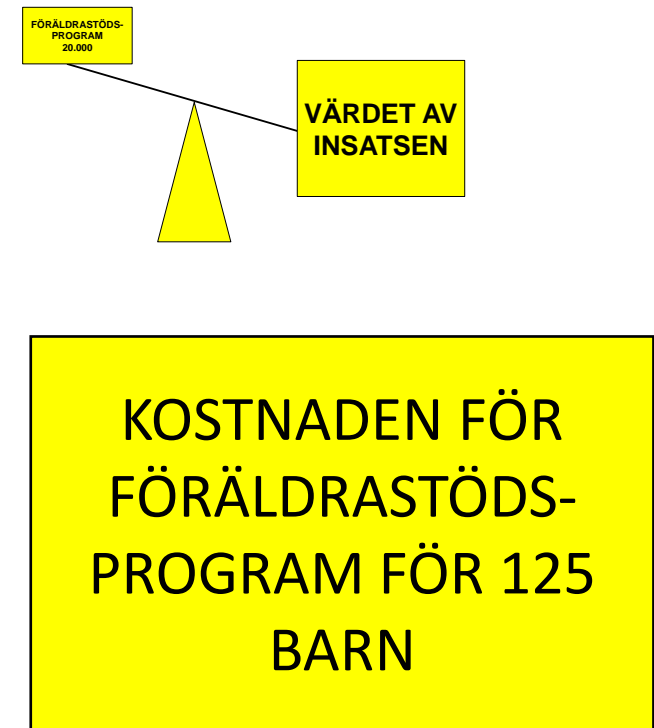 FÖRÄLDRASTÖDS-
PROGRAM
20.000
VÄRDET AV
INSATSEN
KOSTNADEN FÖR
FÖRÄLDRASTÖDS-
PROGRAM FÖR 125
BARN